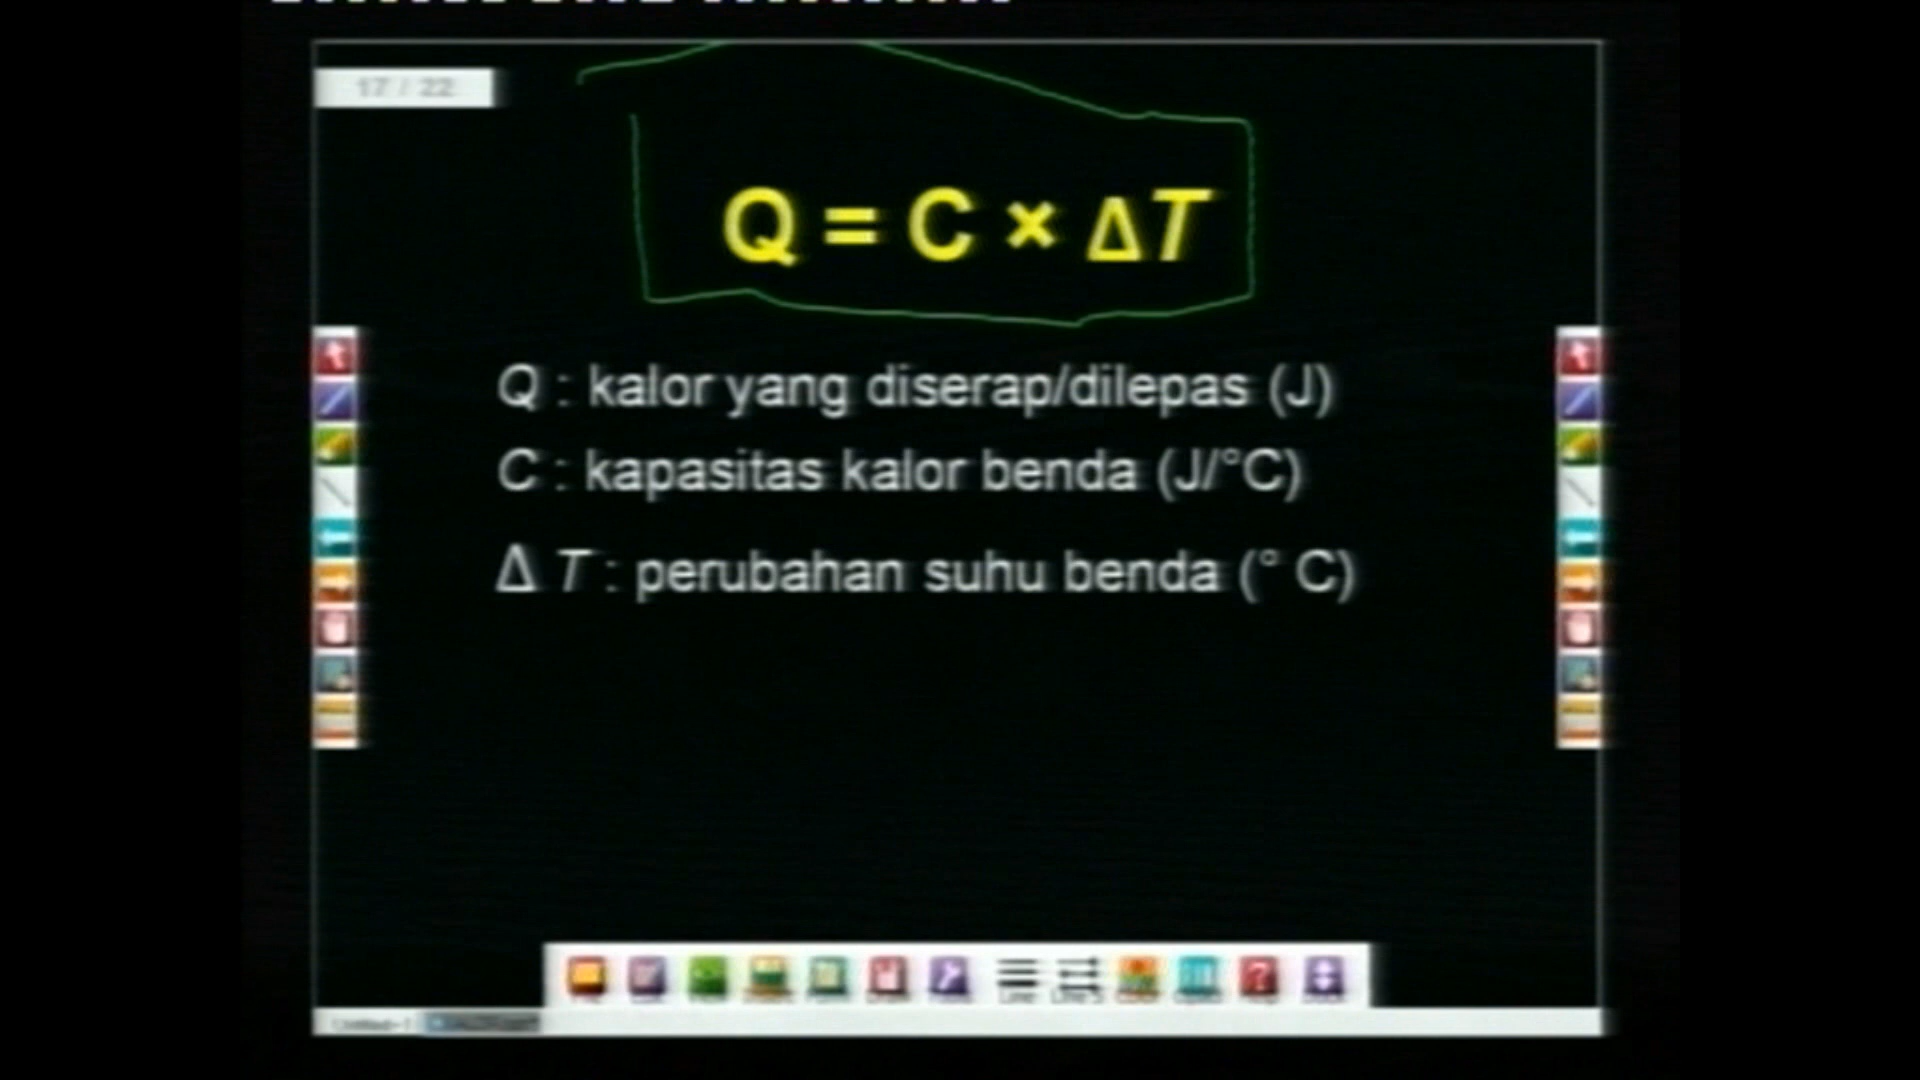 17 / 22
Q = C × ΔT
Q : kalor yang diserap/dilepas (J)
C : kapasitas kalor benda (J/°C)
Δ T : perubahan suhu benda (° C)